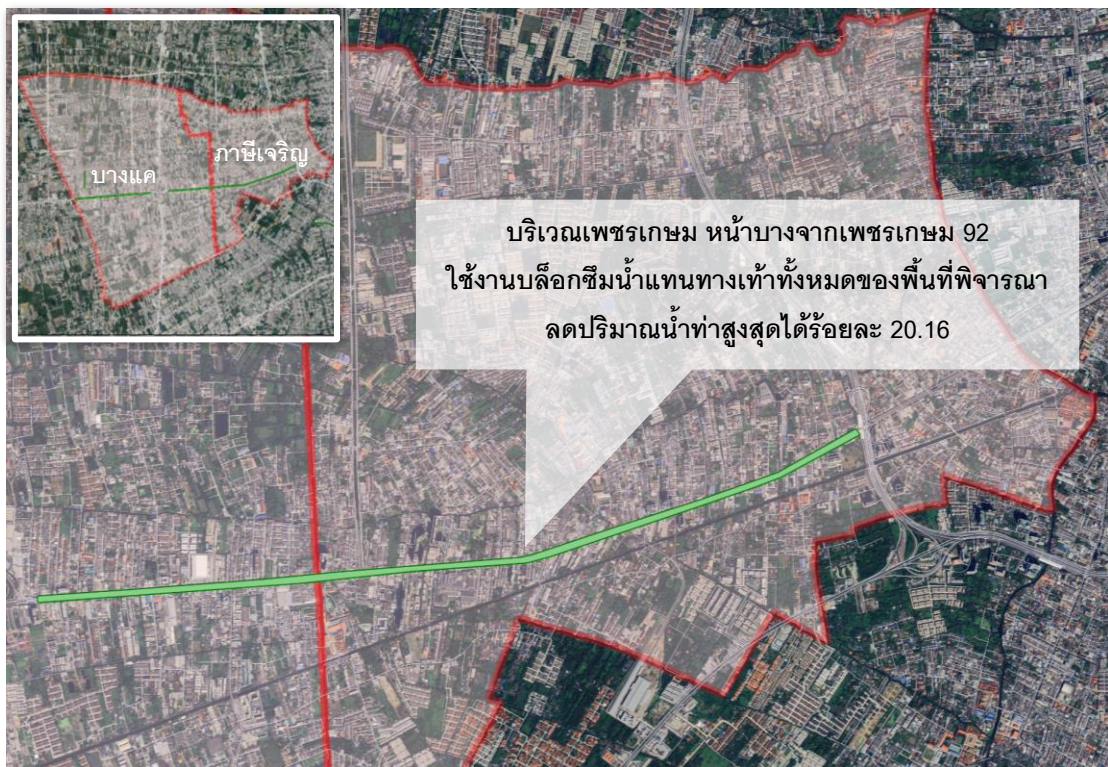 ภาษีเจริญ
บางแค
บริเวณเพชรเกษม หน้าบางจากเพชรเกษม 92
ใช้งานบล็อกซึมน้ำแทนทางเท้าทั้งหมดของพื้นที่พิจารณา
ลดปริมาณน้ำท่าสูงสุดได้ร้อยละ 20.16